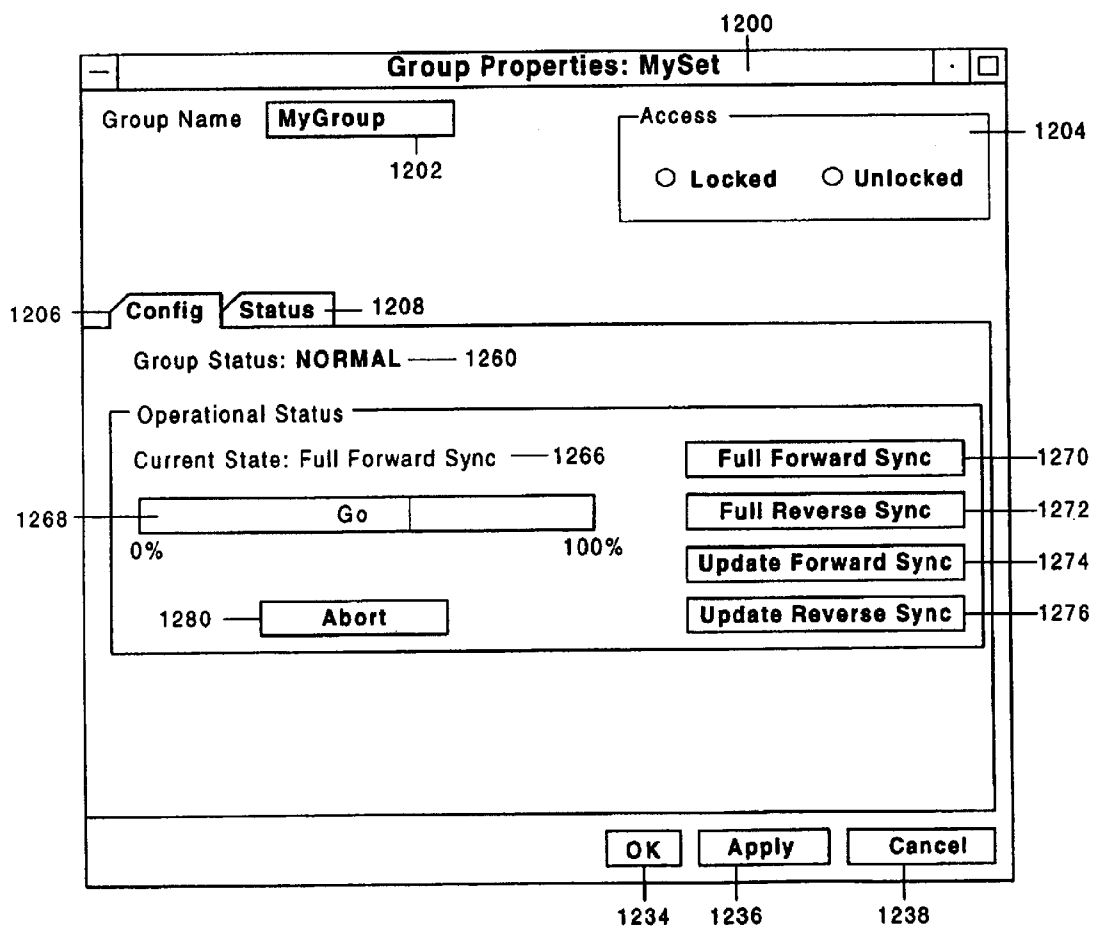 1200
Group Properties: MySet
Group Name MyGroup
1202
Access
1204
Locked Unlocked
1206 Config Status 1208
Group Status: NORMAL 1260
Operational Status
Current State: Full Forward Sync 1266
Full Forward Sync 1270
1268 Go
Full Reverse Sync 1272
0% 100%
Update Forward Sync 1274
1280 Abort
Update Reverse Sync 1276
OK Apply Cancel
1234 1236 1238